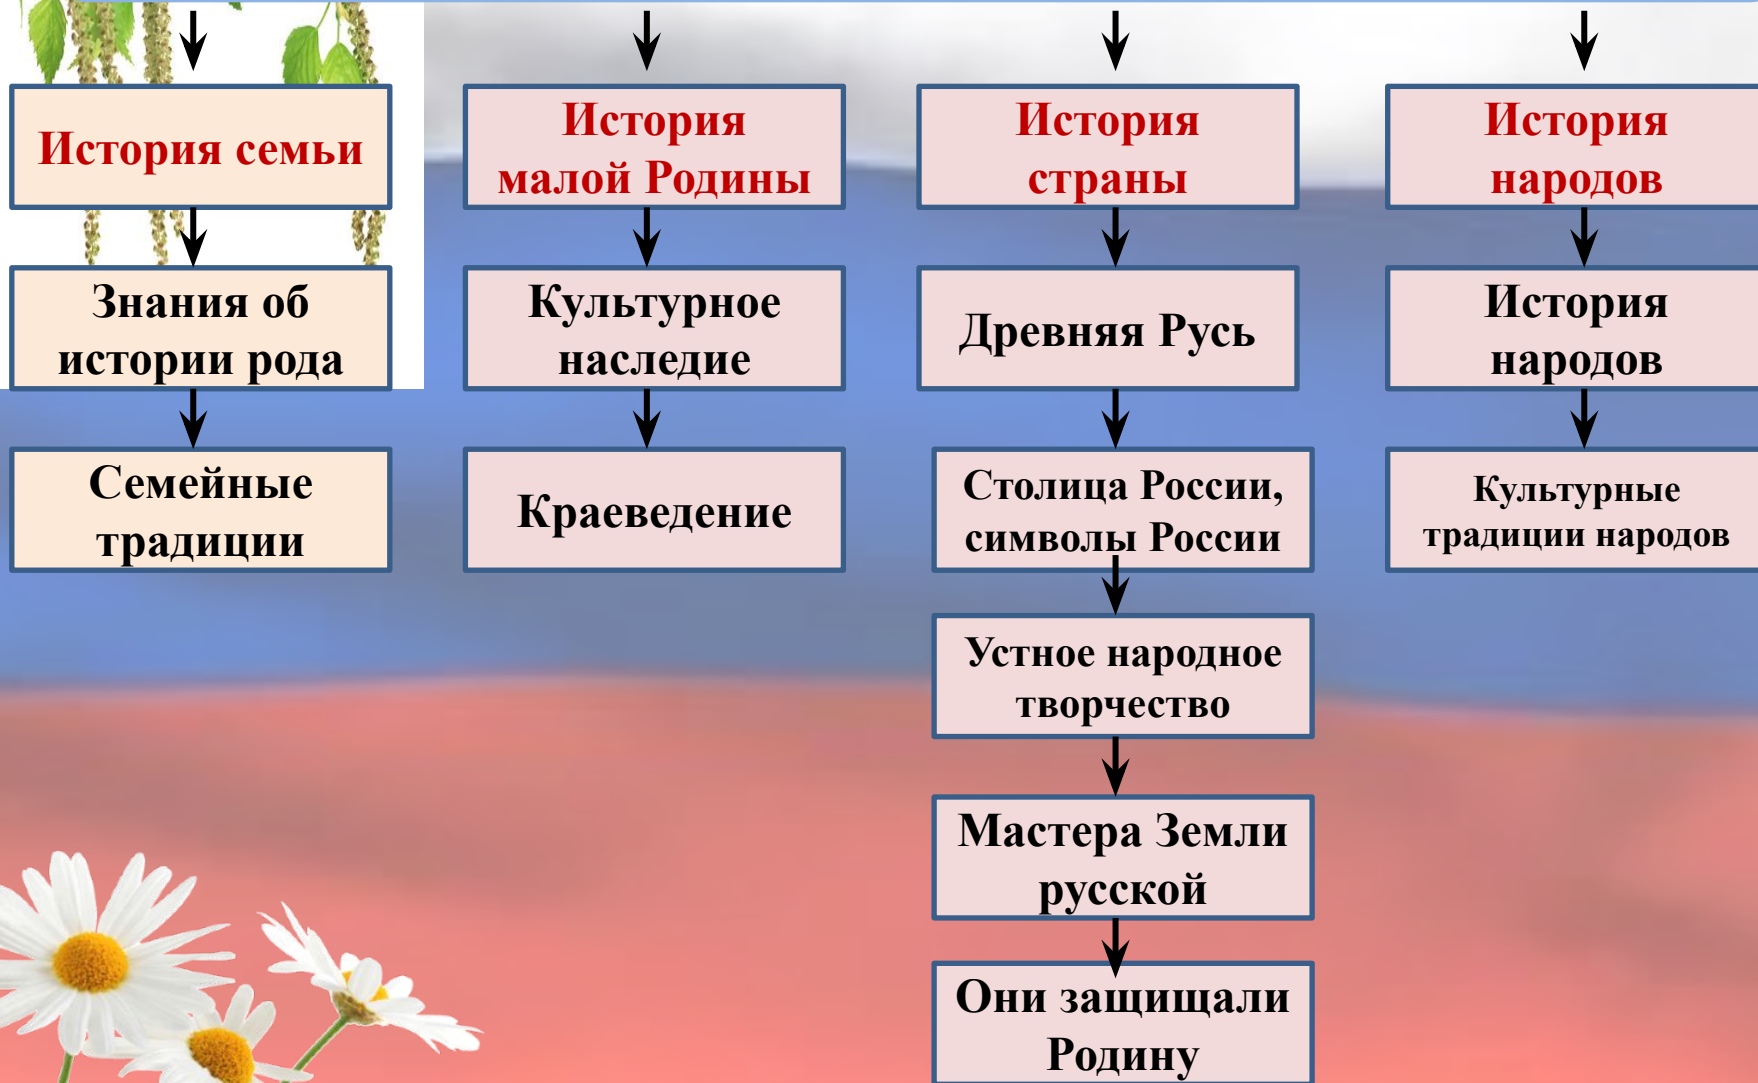 История семьи
История
малой Родины
История
страны
История
народов
Знания об
истории рода
Культурное
наследие
Древняя Русь
История
народов
Семейные
традиции
Краеведение
Столица России,
символы России
Культурные
традиции народов
Устное народное
творчество
Мастера Земли
русской
Они защищали
Родину